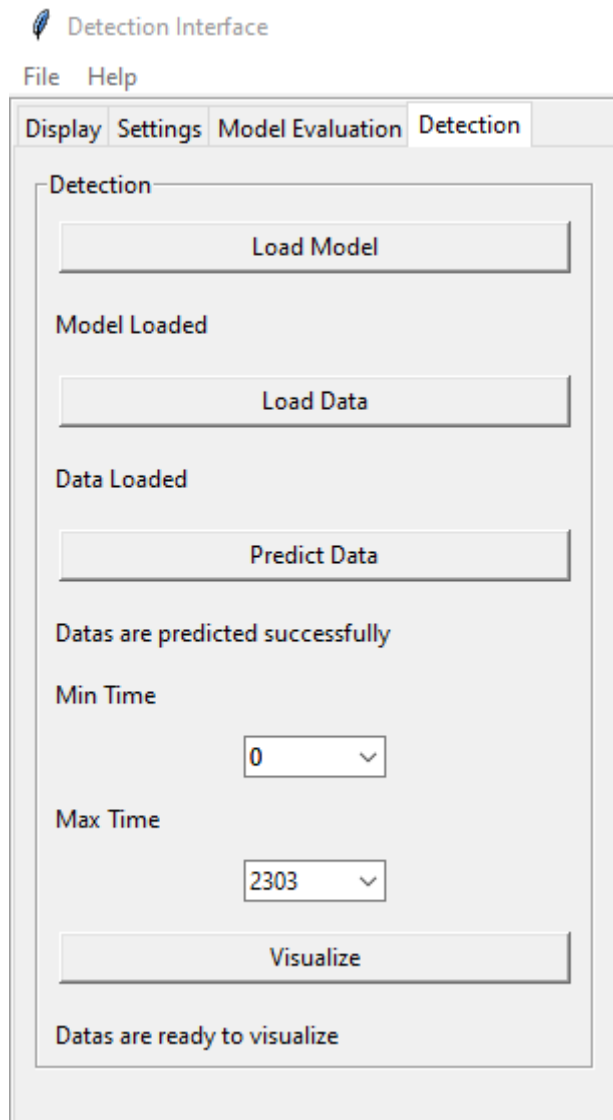 Detection Interface
File Help
Display Settings Model Evaluation Detection
Detection
Load Model
Model Loaded
Load Data
Data Loaded
Predict Data
Datas are predicted successfully
Min Time
0
Max Time
2303
Visualize
Datas are ready to visualize